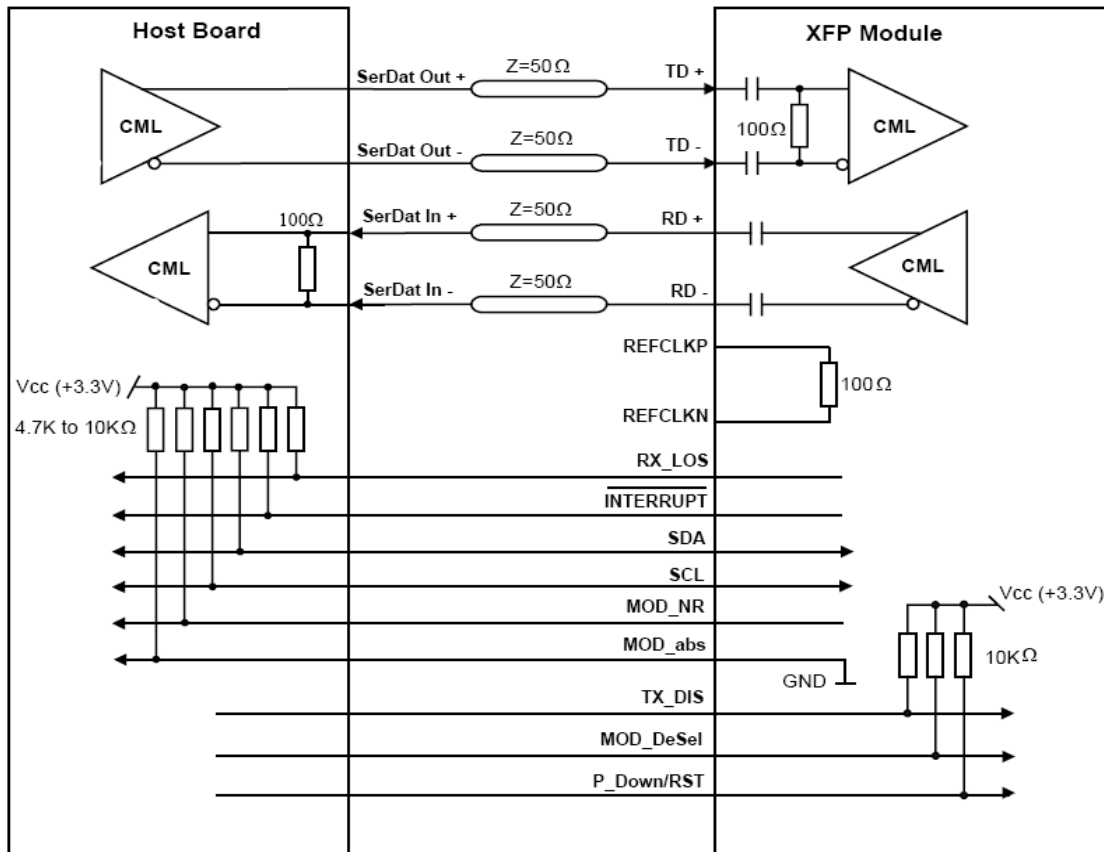 Host Board
XFP Module
SerDat Out +
Z=50Ω
TD +
CML
100Ω
CML
SerDat Out -
Z=50Ω
TD -
SerDat In +
Z=50Ω
RD +
100Ω
CML
CML
SerDat In -
Z=50Ω
RD -
REFCLKP
100Ω
REFCLKN
Vcc (+3.3V)
4.7K to 10KΩ
RX_LOS
INTERRUPT
SDA
SCL
MOD_NR
Vcc (+3.3V)
MOD_abs
10KΩ
GND
TX_DIS
MOD_DeSel
P_Down/RST